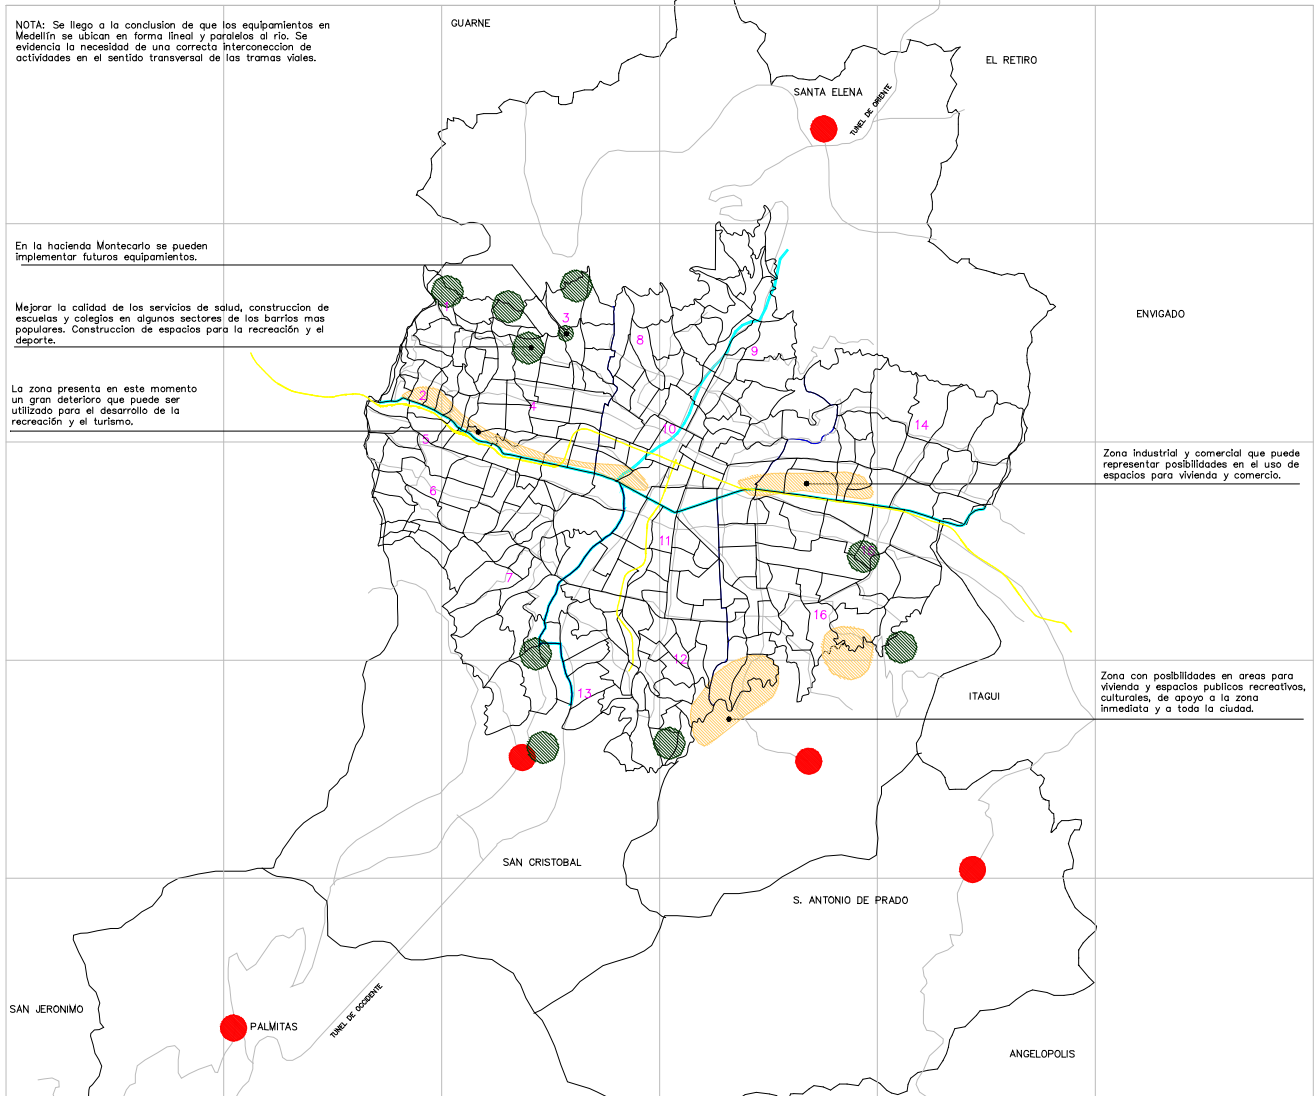 NOTA: Se llego a la conclusion de que los equipamientos en
Medellín se ubican en forma lineal y paralelos al rio. Se
evidencia la necesidad de una correcta interconeccion de
actividades en el sentido transversal de las tramas viales.
GUARNE
EL RETIRO
SANTA ELENA
TUNEL DE ORIENTE
En la hacienda Montecarlo se pueden
implementar futuros equipamientos.
Mejorar la calidad de los servicios de salud, construccion de
escuelas y colegios en algunos sectores de los barrios mas
populares. Construccion de espacios para la recreación y el
deporte.
ENVIGADO
1
3
8
9
La zona presenta en este momento
un gran deterioro que puede ser
utilizado para el desarrollo de la
recreación y el turismo.
2
4
5
10
14
6
Zona industrial y comercial que puede
representar posibilidades en el uso de
espacios para vivienda y comercio.
11
15
7
16
12
13
ITAGUI
Zona con posibilidades en areas para
vivienda y espacios publicos recreativos,
culturales, de apoyo a la zona
inmediata y a toda la ciudad.
SAN CRISTOBAL
S. ANTONIO DE PRADO
SAN JERONIMO
PALMITAS
TUNEL DE OCCIDENTE
ANGELOPOLIS